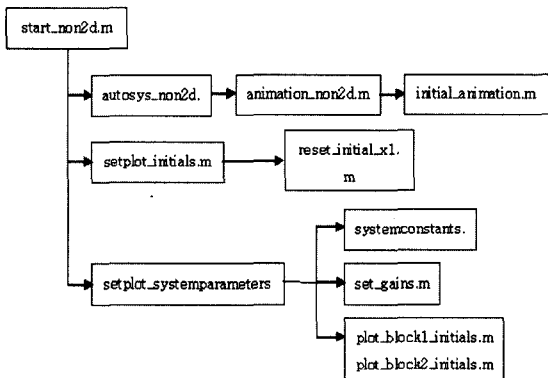 start_non2d.m
autosys_non2d.
animation_non2d.m
initial_animation.m
setplot_initials.m
reset_initial_x1.
m
systemconstants.
setplot_systemparameters
set_gains.m
plot_block1_initials.m
plot_block2_initials.m